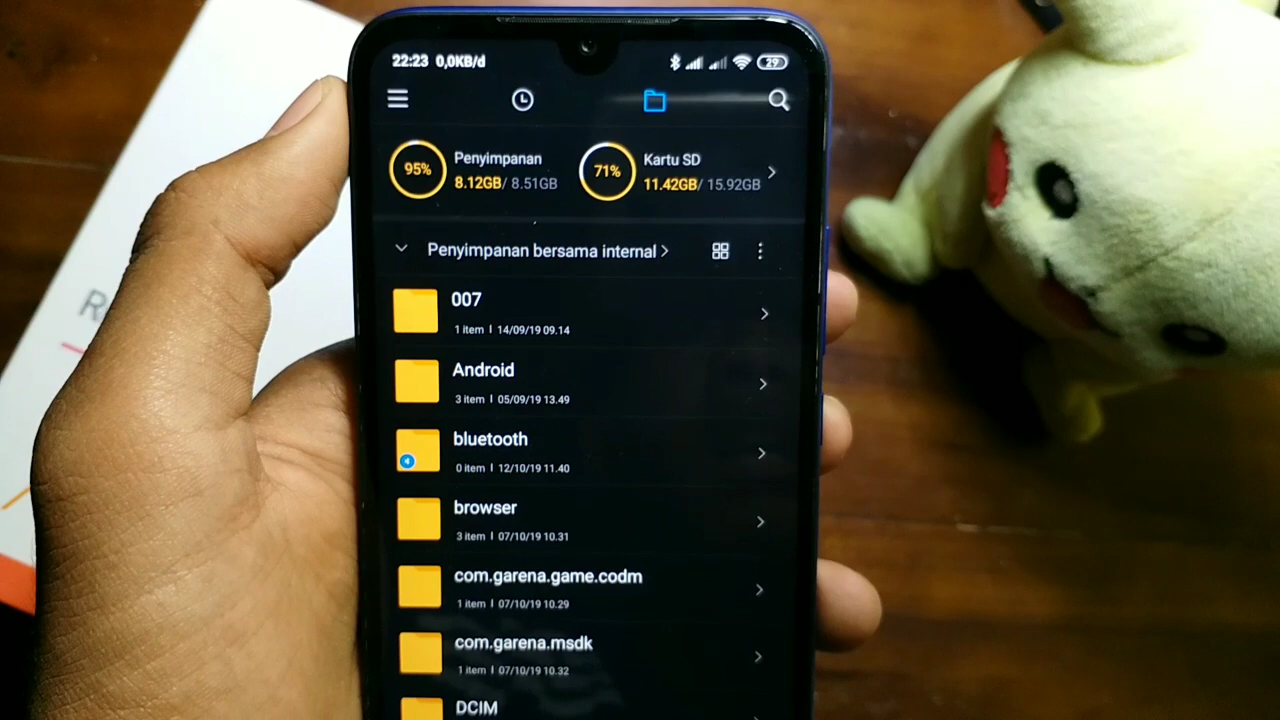 22:23 0,0KB/d 29
95% Penyimpanan 71% Kartu SD
8.12GB/ 8.51GB 11.42GB/ 15.92GB
Penyimpanan bersama internal
007
1 item | 14/09/19 09.14
Android
3 item | 05/09/19 13.49
bluetooth
0 item | 12/10/19 11.40
browser
3 item | 07/10/19 10.31
com.garena.game.codm
1 item | 07/10/19 10.29
com.garena.msdk
1 item | 07/10/19 10.32
DCIM